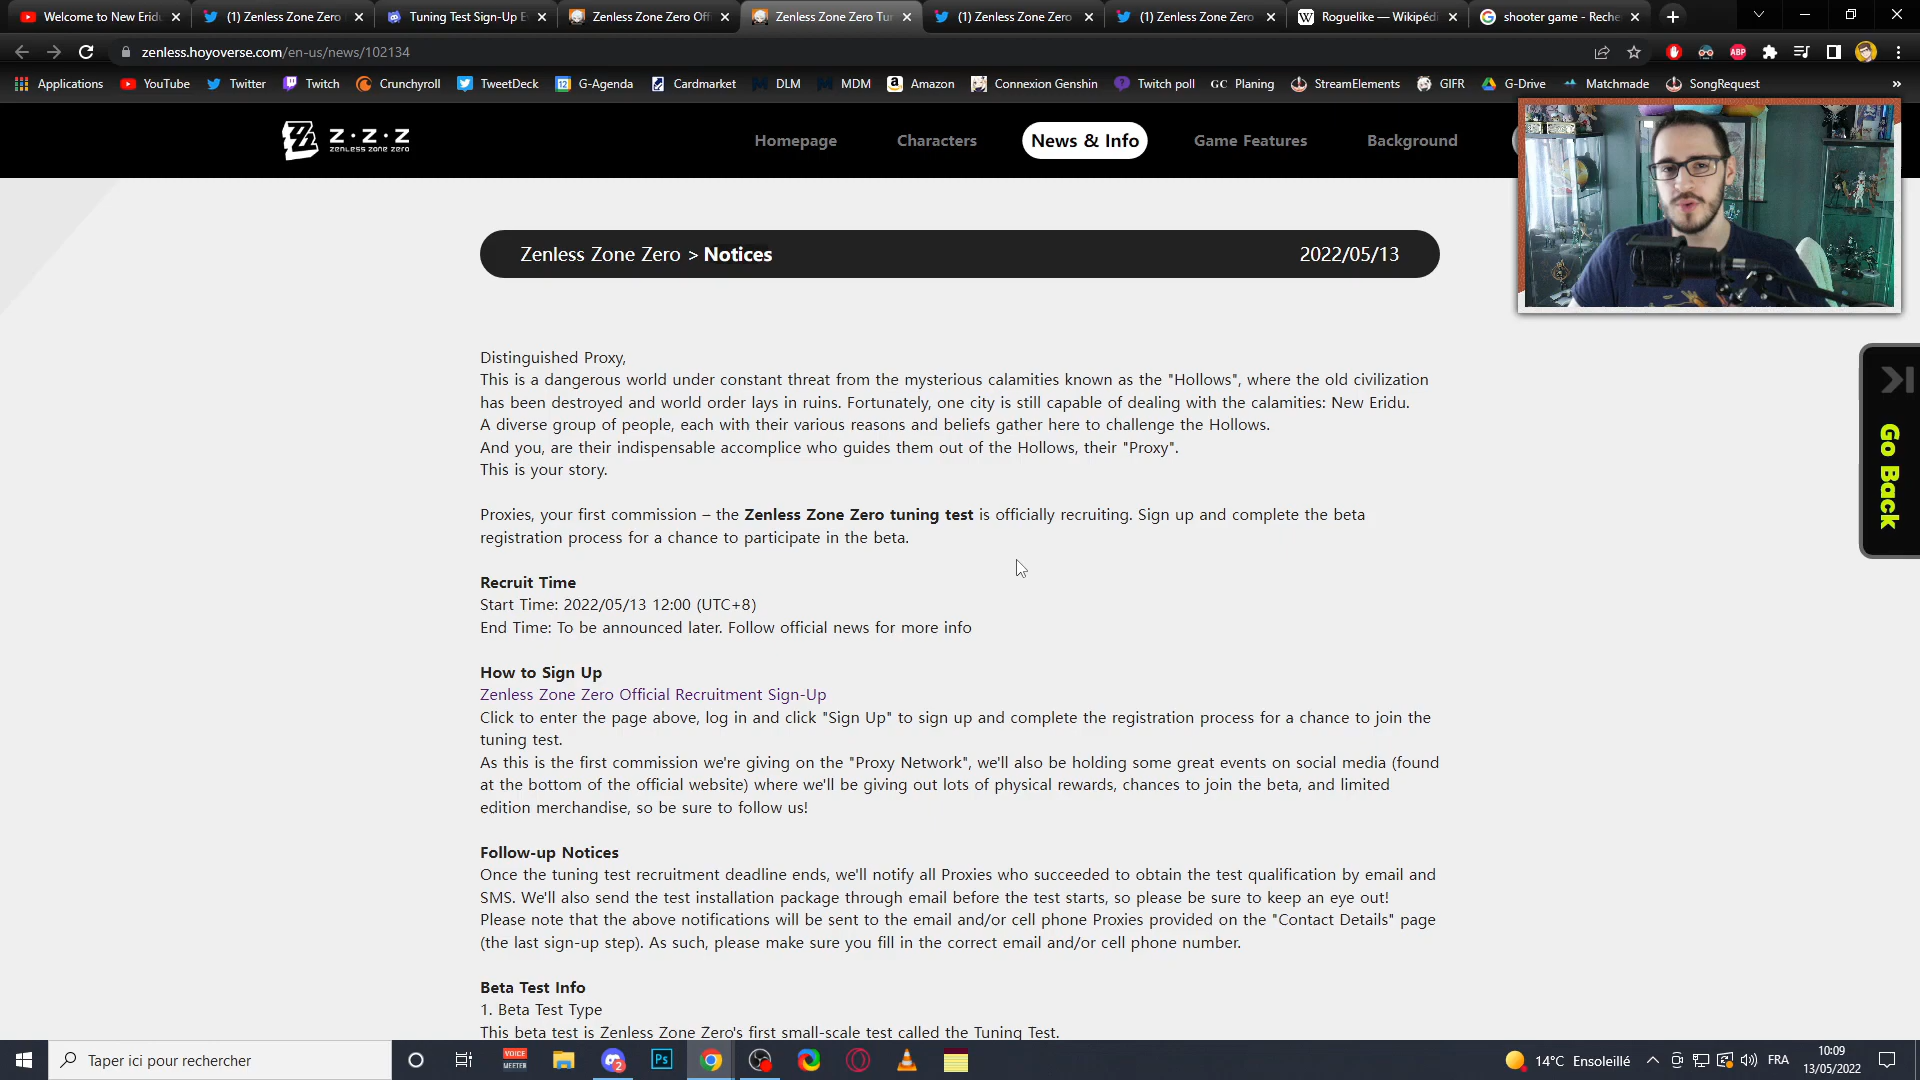 Welcome to New Eridu
(1) Zenless Zone Zero
Tuning Test Sign-Up E
Zenless Zone Zero Offi
Zenless Zone Zero Tun
(1) Zenless Zone Zero
(1) Zenless Zone Zero
Roguelike — Wikipédi
shooter game - Reche
zenless.hoyoverse.com/en-us/news/102134
Applications
YouTube
Twitter
Twitch
Crunchyroll
TweetDeck
G-Agenda
Cardmarket
DLM
MDM
Amazon
Connexion Genshin
Twitch poll
GC Planing
StreamElements
GIFR
G-Drive
Matchmade
SongRequest
Z·Z·Z
ZENLESS ZONE ZERO
Homepage
Characters
News & Info
Game Features
Background
Zenless Zone Zero > Notices
2022/05/13
Distinguished Proxy,
This is a dangerous world under constant threat from the mysterious calamities known as the "Hollows", where the old civilization
has been destroyed and world order lays in ruins. Fortunately, one city is still capable of dealing with the calamities: New Eridu.
A diverse group of people, each with their various reasons and beliefs gather here to challenge the Hollows.
And you, are their indispensable accomplice who guides them out of the Hollows, their "Proxy".
This is your story.
Proxies, your first commission – the Zenless Zone Zero tuning test is officially recruiting. Sign up and complete the beta
registration process for a chance to participate in the beta.
Recruit Time
Start Time: 2022/05/13 12:00 (UTC+8)
End Time: To be announced later. Follow official news for more info
How to Sign Up
Zenless Zone Zero Official Recruitment Sign-Up
Click to enter the page above, log in and click "Sign Up" to sign up and complete the registration process for a chance to join the
tuning test.
As this is the first commission we're giving on the "Proxy Network", we'll also be holding some great events on social media (found
at the bottom of the official website) where we'll be giving out lots of physical rewards, chances to join the beta, and limited
edition merchandise, so be sure to follow us!
Follow-up Notices
Once the tuning test recruitment deadline ends, we'll notify all Proxies who succeeded to obtain the test qualification by email and
SMS. We'll also send the test installation package through email before the test starts, so please be sure to keep an eye out!
Please note that the above notifications will be sent to the email and/or cell phone Proxies provided on the "Contact Details" page
(the last sign-up step). As such, please make sure you fill in the correct email and/or cell phone number.
Beta Test Info
1. Beta Test Type
This beta test is Zenless Zone Zero's first small-scale test called the Tuning Test.
Go Back
Taper ici pour rechercher
VOICE
MEETER
2
Ps
14°C Ensoleillé
FRA
10:09
13/05/2022